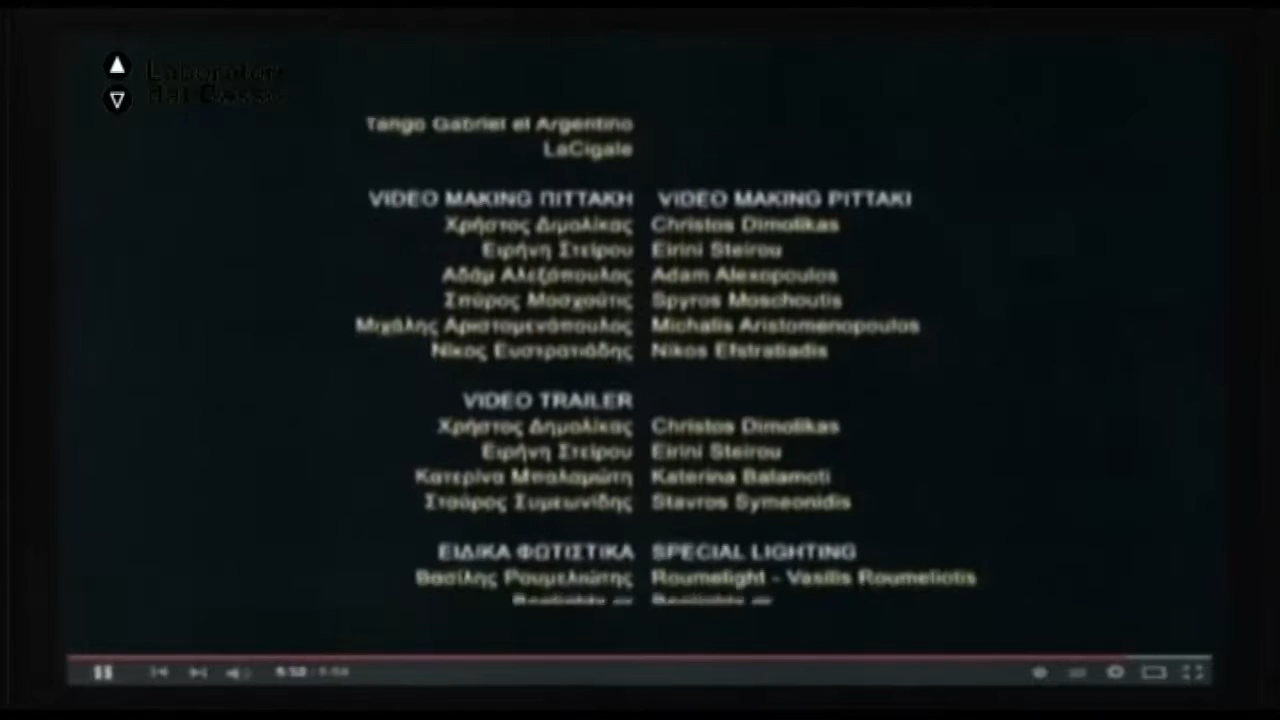 Tango Gabriel el Argentino
LaCigale
VIDEO MAKING ΠΙΤΤΑΚΗ VIDEO MAKING PITTAKI
Χρήστος Διμολίκας Christos Dimolikas
Ειρήνη Στείρου Eirini Steirou
Αδάμ Αλεξόπουλος Adam Alexopoulos
Σπύρος Μοσχούτις Spyros Moschoutis
Μιχάλης Αρισταμενόπουλος Michalis Aristomenopoulos
Νίκος Ευστρατιάδης Nikos Efstratiadis
VIDEO TRAILER
Χρήστος Δημολίκας Christos Dimolikas
Ειρήνη Στείρου Eirini Steirou
Κατερίνα Μπαλαμώτη Katerina Balamoti
Σταύρος Συμεωνίδης Stavros Symeonidis
ΕΙΔΙΚΑ ΦΩΤΙΣΤΙΚΑ SPECIAL LIGHTING
Βασίλης Ρουμελιώτης Roumelight - Vasilis Roumeliotis